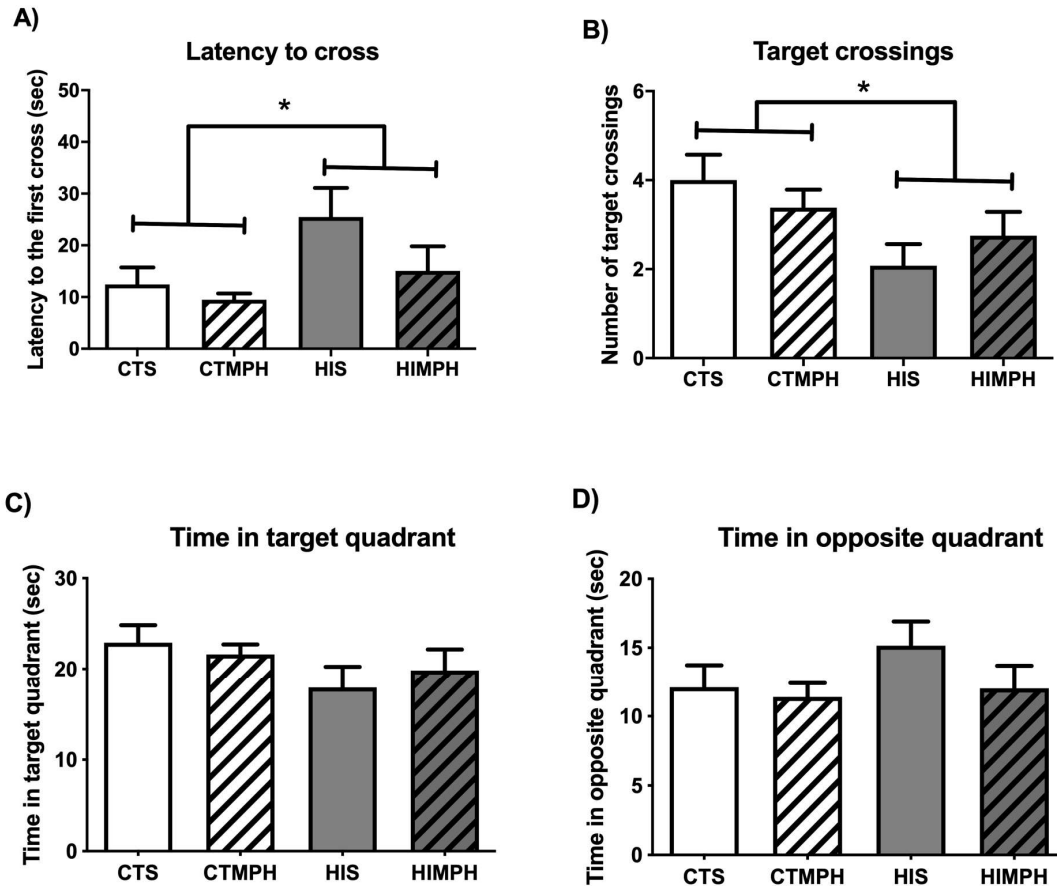 A)
Latency to cross
Latency to the first cross (sec)
50
40
30
20
10
0
*
CTS CTMPH HIS HIMPH
B)
Target crossings
Number of target crossings
6
4
2
0
*
CTS CTMPH HIS HIMPH
C)
Time in target quadrant
Time in target quadrant (sec)
30
20
10
0
CTS CTMPH HIS HIMPH
D)
Time in opposite quadrant
Time in opposite quadrant (sec)
20
15
10
5
0
CTS CTMPH HIS HIMPH